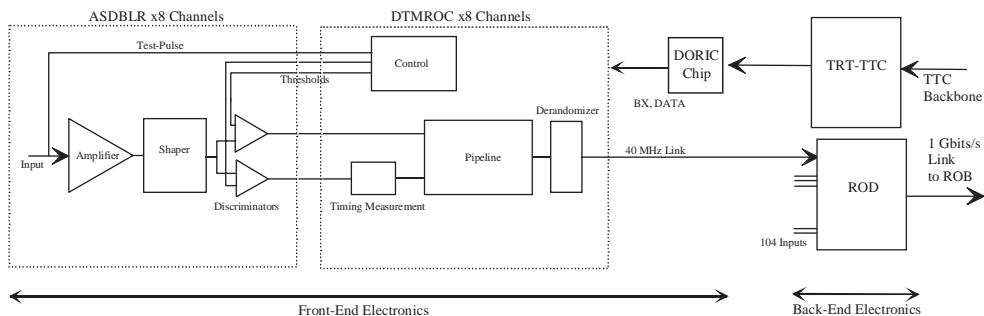 ASDBLR x8 Channels
DTMROC x8 Channels
Test-Pulse
Control
DORIC
Chip
TRT-TTC
TTC
Backbone
Thresholds
BX, DATA
Derandomizer
Input
Amplifier
Shaper
Pipeline
40 MHz Link
1 Gbits/s
Link
to ROB
ROD
Discriminators
Timing Measurement
104 Inputs
Front-End Electronics
Back-End Electronics